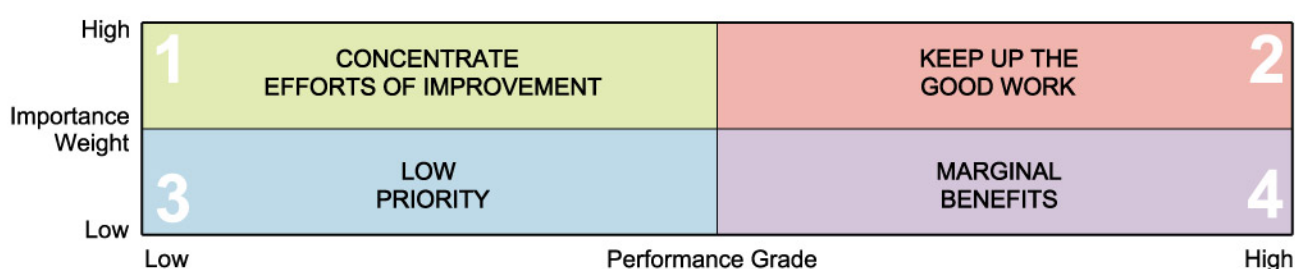 High
1
CONCENTRATE
EFFORTS OF IMPROVEMENT
KEEP UP THE
GOOD WORK
2
Importance
Weight
3
LOW
PRIORITY
MARGINAL
BENEFITS
4
Low
Low
Performance Grade
High